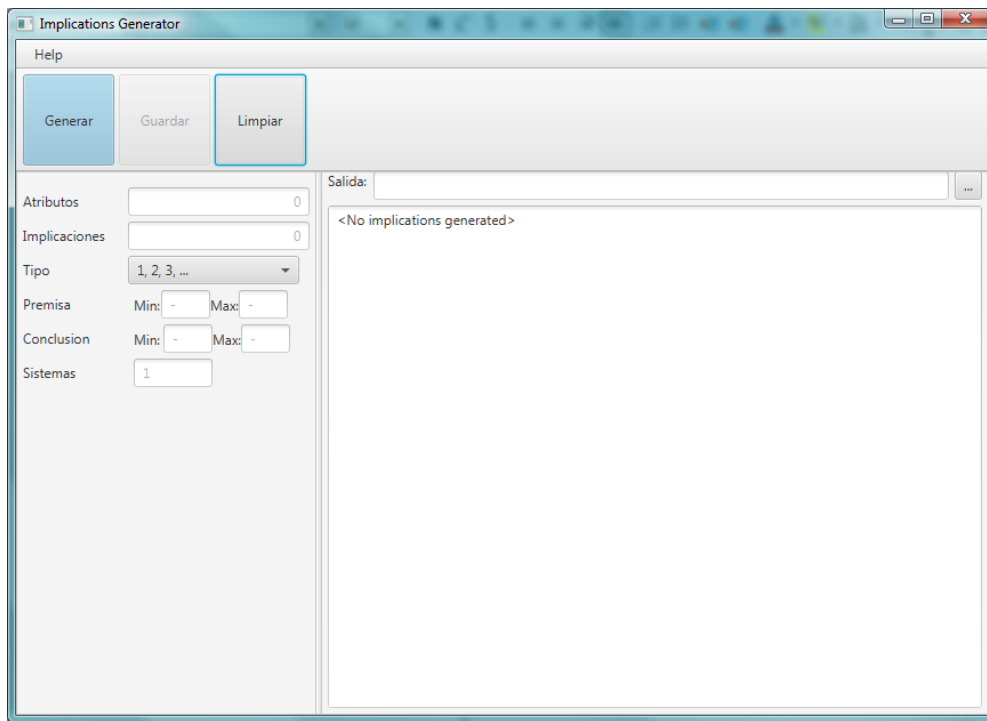 Implications Generator
Help
Generar Guardar Limpiar
Salida: ...
Atributos 0
Implicaciones 0
Tipo 1, 2, 3, ...
Premisa Min: - Max: -
Conclusion Min: - Max: -
Sistemas 1
<No implications generated>